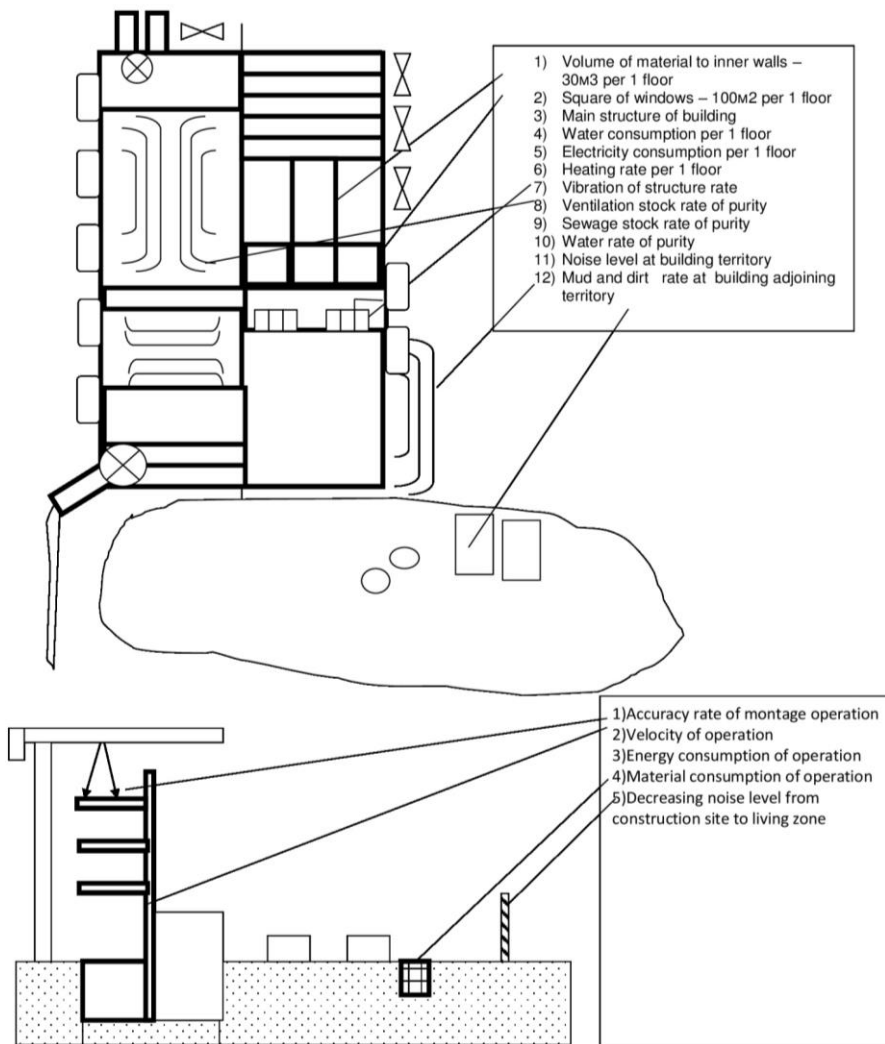 1) Volume of material to inner walls –
30м3 per 1 floor
2) Square of windows – 100м2 per 1 floor
3) Main structure of building
4) Water consumption per 1 floor
5) Electricity consumption per 1 floor
6) Heating rate per 1 floor
7) Vibration of structure rate
8) Ventilation stock rate of purity
9) Sewage stock rate of purity
10) Water rate of purity
11) Noise level at building territory
12) Mud and dirt rate at building adjoining
territory
1)Accuracy rate of montage operation
2)Velocity of operation
3)Energy consumption of operation
4)Material consumption of operation
5)Decreasing noise level from
construction site to living zone